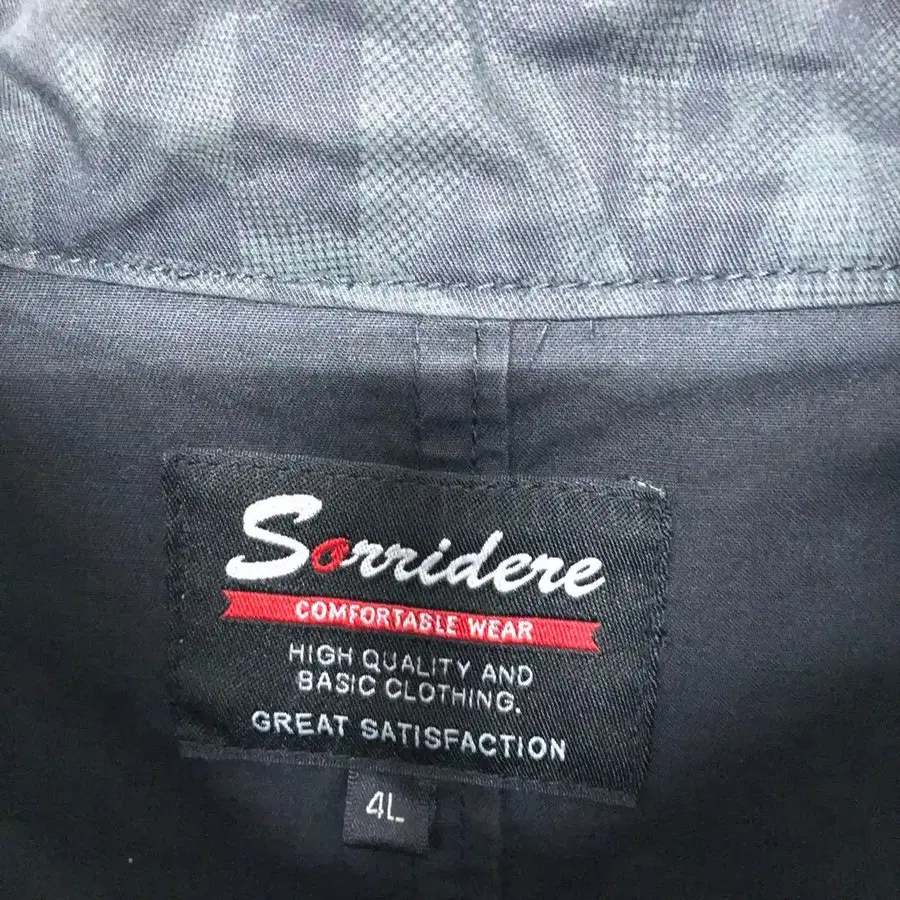 Sorridere
COMFORTABLE WEAR
HIGH QUALITY AND
BASIC CLOTHING.
GREAT SATISFACTION
4L